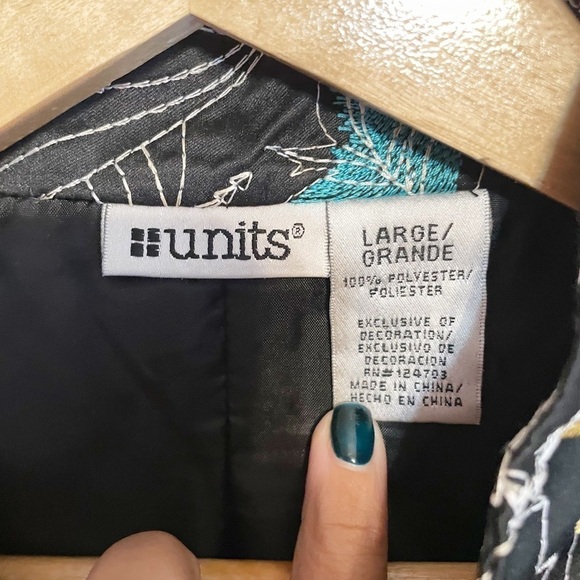 units®
LARGE/
GRANDE
100% POLYESTER/
POLIESTER
EXCLUSIVE OF
DECORATION/
EXCLUSIVO DE
DECORACION
RN# 124703
MADE IN CHINA/
HECHO EN CHINA